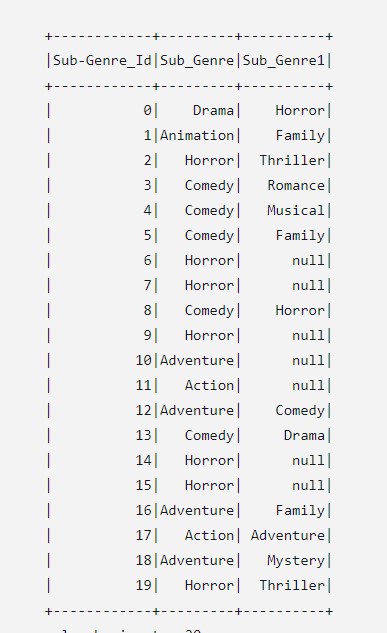 +------------+---------+----------+
|Sub-Genre_Id|Sub_Genre|Sub_Genre1|
+------------+---------+----------+
|           0|    Drama|    Horror|
|           1|Animation|    Family|
|           2|   Horror|  Thriller|
|           3|   Comedy|   Romance|
|           4|   Comedy|   Musical|
|           5|   Comedy|    Family|
|           6|   Horror|      null|
|           7|   Horror|      null|
|           8|   Comedy|    Horror|
|           9|   Horror|      null|
|          10|Adventure|      null|
|          11|   Action|      null|
|          12|Adventure|    Comedy|
|          13|   Comedy|     Drama|
|          14|   Horror|      null|
|          15|   Horror|      null|
|          16|Adventure|    Family|
|          17|   Action| Adventure|
|          18|Adventure|   Mystery|
|          19|   Horror|  Thriller|
+------------+---------+----------+